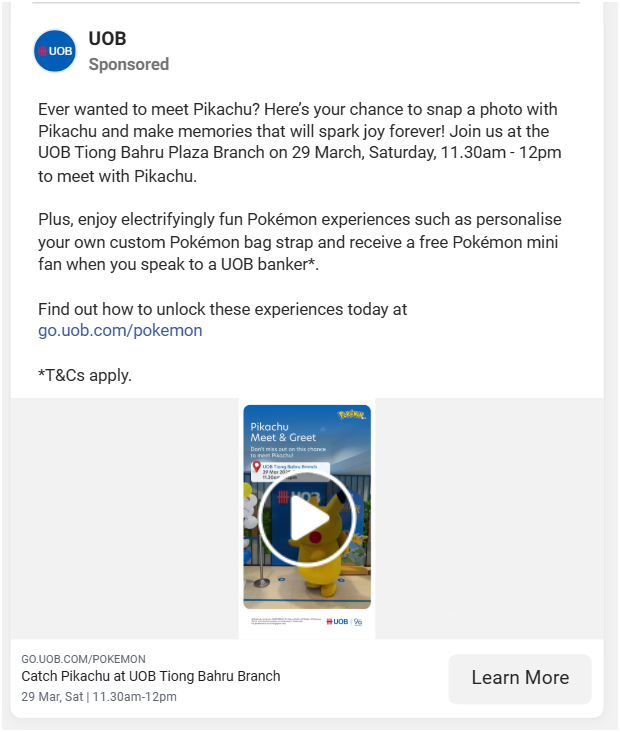 UOB
UOB
Sponsored
Ever wanted to meet Pikachu? Here’s your chance to snap a photo with
Pikachu and make memories that will spark joy forever! Join us at the
UOB Tiong Bahru Plaza Branch on 29 March, Saturday, 11.30am - 12pm
to meet with Pikachu.
Plus, enjoy electrifyingly fun Pokémon experiences such as personalise
your own custom Pokémon bag strap and receive a free Pokémon mini
fan when you speak to a UOB banker*.
Find out how to unlock these experiences today at
go.uob.com/pokemon
*T&Cs apply.
POKÉMON
Pikachu
Meet & Greet
Don't miss out on this chance
to meet Pikachu!
UOB Tiong Bahru Branch
29 Mar
11.30am
UOB
UOB
GO.UOB.COM/POKEMON
Catch Pikachu at UOB Tiong Bahru Branch
29 Mar, Sat | 11.30am-12pm
Learn More